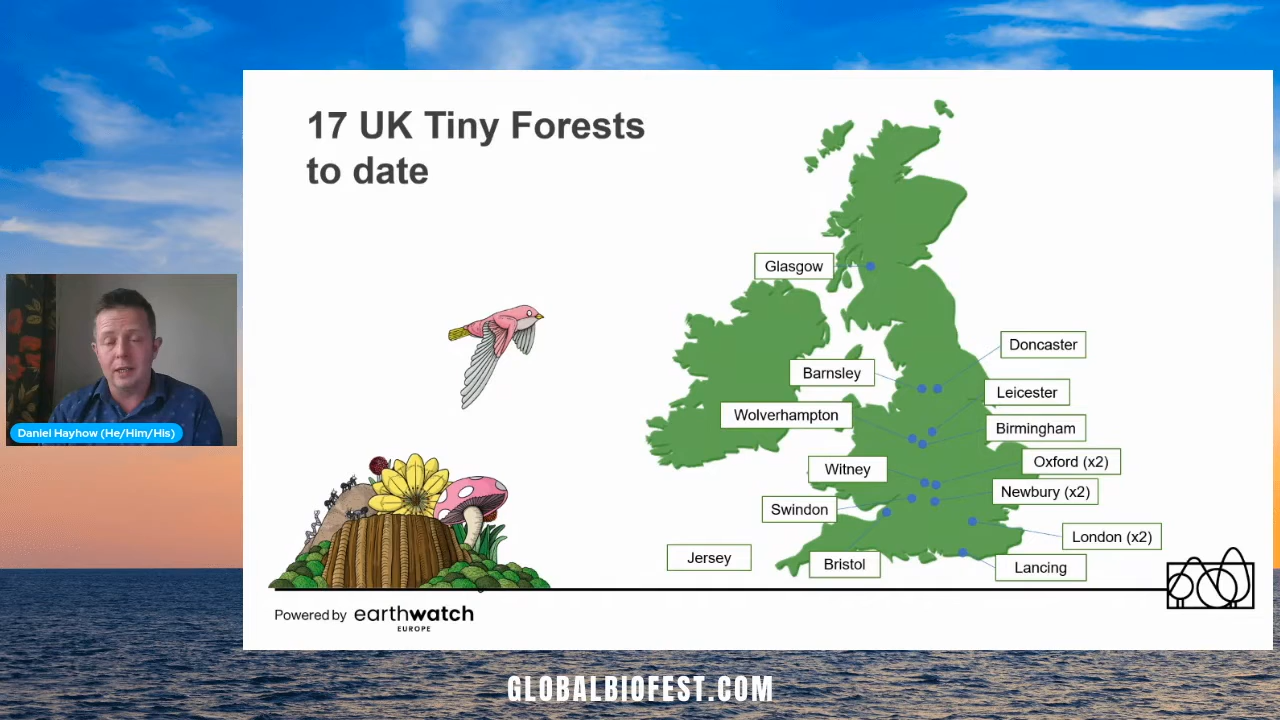 17 UK Tiny Forests
to date
Glasgow
Doncaster
Barnsley
Leicester
Wolverhampton
Birmingham
Oxford (x2)
Witney
Newbury (x2)
Swindon
London (x2)
Jersey
Bristol
Lancing
Daniel Hayhow (He/Him/His)
Powered by earthwatch
EUROPE
GLOBALBIOFEST.COM